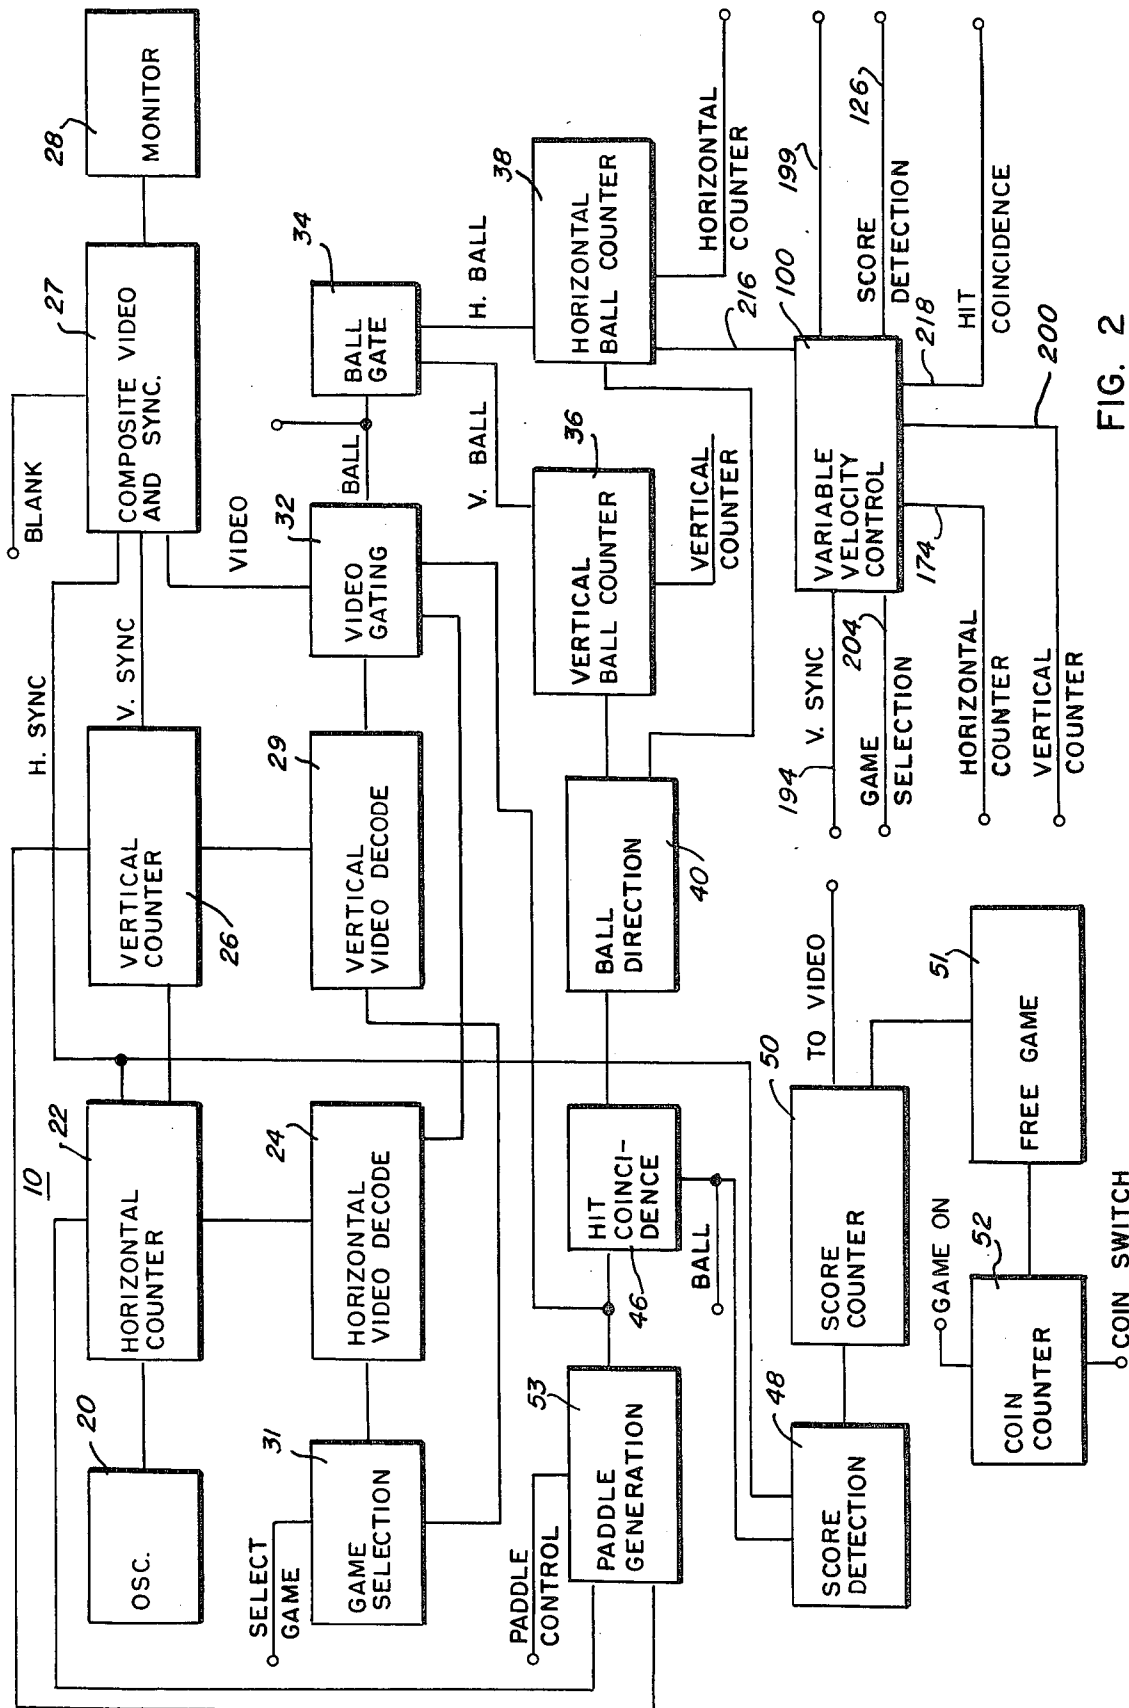 10
20
OSC.
22
HORIZONTAL
COUNTER
26
VERTICAL
COUNTER
H. SYNC
V. SYNC
BLANK
27
COMPOSITE VIDEO
AND SYNC.
28
MONITOR
SELECT
GAME
31
GAME
SELECTION
24
HORIZONTAL
VIDEO DECODE
29
VERTICAL
VIDEO DECODE
32
VIDEO
GATING
VIDEO
BALL
34
BALL
GATE
V. BALL
H. BALL
PADDLE
CONTROL
53
PADDLE
GENERATION
46
HIT
COINCI-
DENCE
BALL
40
BALL
DIRECTION
36
VERTICAL
BALL COUNTER
VERTICAL
COUNTER
38
HORIZONTAL
BALL COUNTER
HORIZONTAL
COUNTER
216
48
SCORE
DETECTION
50
SCORE
COUNTER
TO VIDEO
194
V. SYNC
204
GAME
SELECTION
100
VARIABLE
VELOCITY
CONTROL
199
SCORE
DETECTION
126
218
HIT
COINCIDENCE
174
HORIZONTAL
COUNTER
200
VERTICAL
COUNTER
GAME ON
52
COIN
COUNTER
COIN SWITCH
51
FREE GAME
FIG. 2